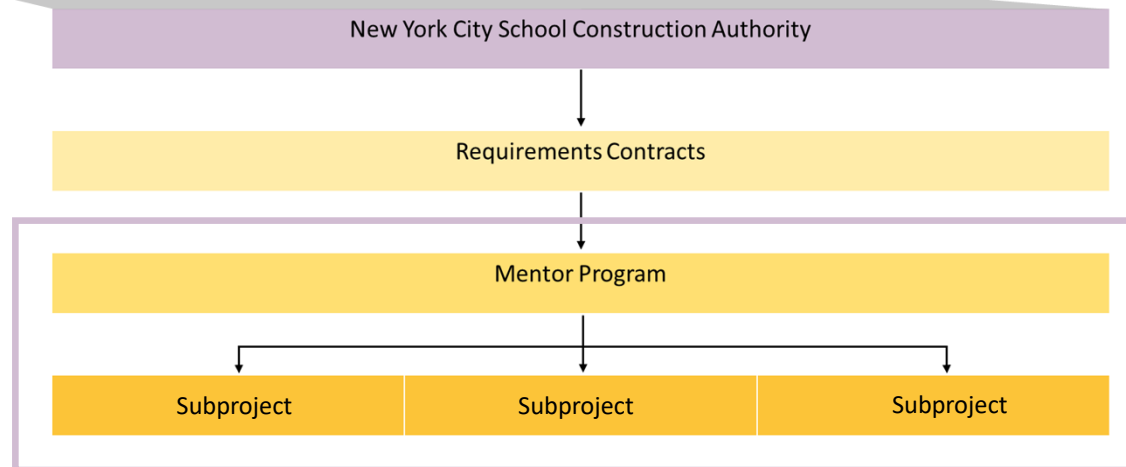 New York City School Construction Authority
Requirements Contracts
Mentor Program
Subproject Subproject Subproject